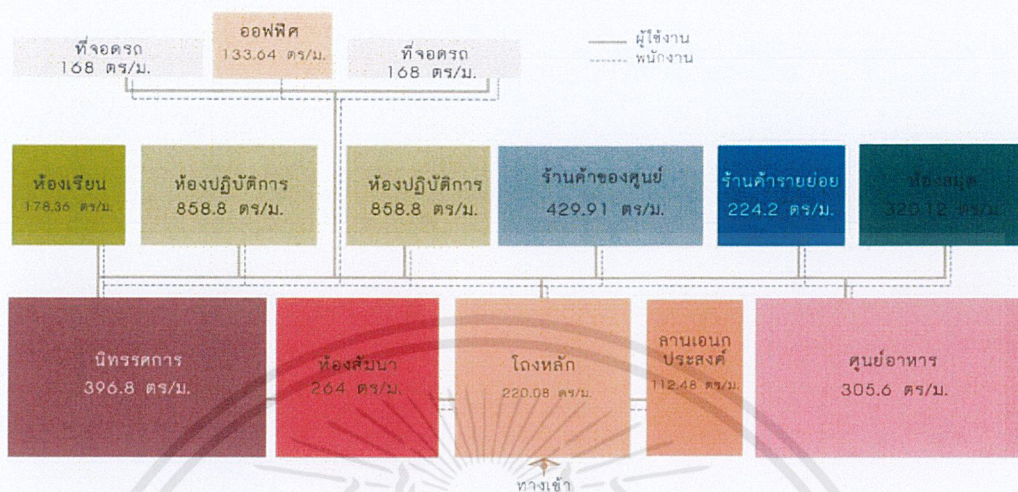 ออฟฟิศ
133.64 ตร/ม.
ที่จอดรถ
168 ตร/ม.
ที่จอดรถ
168 ตร/ม.
ผู้ใช้งาน
พนักงาน
ห้องเรียน
178.36 ตร/ม.
ห้องปฏิบัติการ
858.8 ตร/ม.
ห้องปฏิบัติการ
858.8 ตร/ม.
ร้านค้าของศูนย์
429.91 ตร/ม.
ร้านค้ารายย่อย
224.2 ตร/ม.
ห้องสมุด
320.12 ตร/ม.
นิทรรศการ
396.8 ตร/ม.
ห้องสัมนา
264 ตร/ม.
โถงหลัก
220.08 ตร/ม.
ลานเอนก
ประสงค์
112.48 ตร/ม.
ศูนย์อาหาร
305.6 ตร/ม.
ทางเข้า